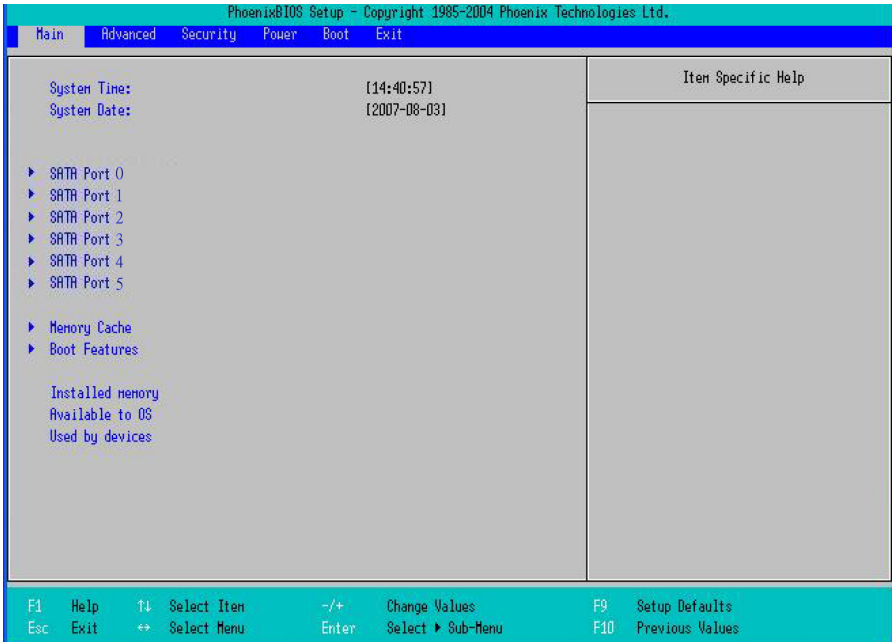 PhoenixBIOS Setup - Copyright 1985-2004 Phoenix Technologies Ltd.
Main Advanced Security Power Boot Exit
Item Specific Help
System Time: [14:40:57]
System Date: [2007-08-03]
SATA Port 0
SATA Port 1
SATA Port 2
SATA Port 3
SATA Port 4
SATA Port 5
Memory Cache
Boot Features
Installed memory
Available to OS
Used by devices
F1 Help ↑↓ Select Item -/+ Change Values F9 Setup Defaults
Esc Exit ↔ Select Menu Enter Select ▶ Sub-Menu F10 Previous Values